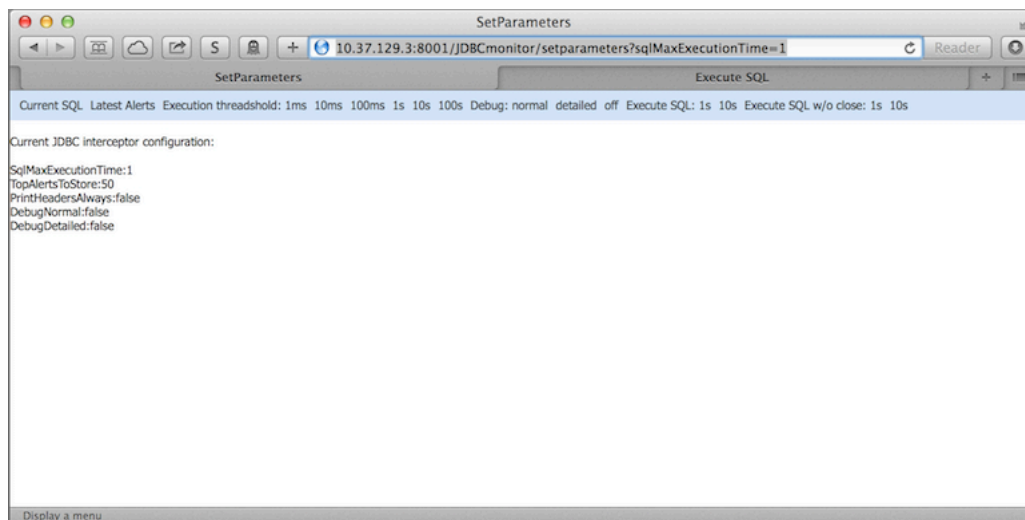 SetParameters
S
10.37.129.3:8001/JDBCmonitor/setparameters?sqlMaxExecutionTime=1
Reader
SetParameters Execute SQL
Current SQL Latest Alerts Execution threadshold: 1ms 10ms 100ms 1s 10s 100s Debug: normal detailed off Execute SQL: 1s 10s Execute SQL w/o close: 1s 10s
Current JDBC interceptor configuration:
SqlMaxExecutionTime:1
TopAlertsToStore:50
PrintHeadersAlways:false
DebugNormal:false
DebugDetailed:false
Display a menu